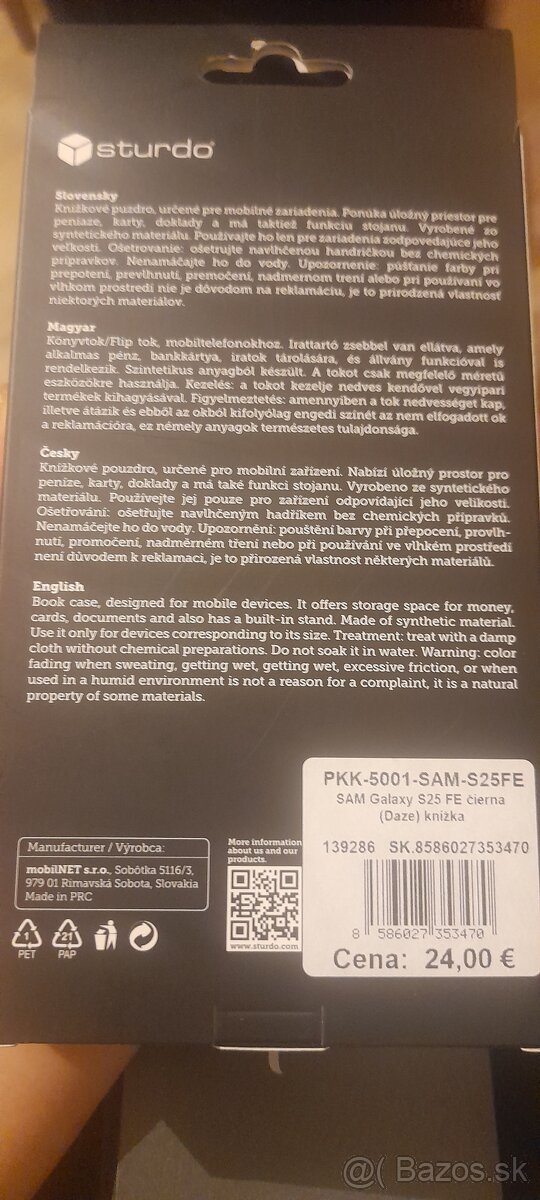 sturdo
Slovensky
Knižkové puzdro, určené pre mobilné zariadenia. Ponúka úložný priestor pre
peniaze, karty, doklady a má taktiež funkciu stojanu. Vyrobené zo
syntetického materiálu. Používajte ho len pre zariadenia zodpovedajúce jeho
veľkosti. Ošetrovanie: ošetrujte navlhčenou handričkou bez chemických
prípravkov. Nenamáčajte ho do vody. Upozornenie: púšťanie farby pri
prepotení, prevlhnutí, premočení, nadmernom trení alebo pri používaní vo
vlhkom prostredí nie je dôvodom na reklamáciu, je to prirodzená vlastnosť
niektorých materiálov.
Magyar
Könyvtok/Flip tok, mobiltelefonokhoz. Irattartó zsebbel van ellátva, amely
alkalmas pénz, bankkártya, iratok tárolására, és állvány funkcióval is
rendelkezik. Szintetikus anyagból készült. A tokot csak megfelelő méretű
eszközökre használja. Kezelés: a tokot kezelje nedves kendővel vegyipari
termékek kihagyásával. Figyelmeztetés: amennyiben a tok nedvességet kap,
illetve átázik és ebből az okból kifolyólag engedi színét az nem elfogadott ok
a reklamációra, ez némely anyagok természetes tulajdonsága.
Česky
Knížkové pouzdro, určené pro mobilní zařízení. Nabízí úložný prostor pro
peníze, karty, doklady a má také funkci stojanu. Vyrobeno ze syntetického
materiálu. Používejte jej pouze pro zařízení odpovídající jeho velikosti.
Ošetřování: ošetřujte navlhčeným hadříkem bez chemických přípravků.
Nenamáčejte ho do vody. Upozornění: pouštění barvy při přepocení, provlh-
nutí, promočení, nadměrném tření nebo při používání ve vlhkém prostředí
není důvodem k reklamaci, je to přirozená vlastnost některých materiálů.
English
Book case, designed for mobile devices. It offers storage space for money,
cards, documents and also has a built-in stand. Made of synthetic material.
Use it only for devices corresponding to its size. Treatment: treat with a damp
cloth without chemical preparations. Do not soak it in water. Warning: color
fading when sweating, getting wet, getting wet, excessive friction, or when
used in a humid environment is not a reason for a complaint, it is a natural
property of some materials.
Manufacturer / Výrobca:
mobilNET s.r.o., Sobôtka 5116/3,
979 01 Rimavská Sobota, Slovakia
Made in PRC
1
PET
21
PAP
More information
about us and our
products.
www.sturdo.com
PKK-5001-SAM-S25FE
SAM Galaxy S25 FE čierna
(Daze) knižka
139286 SK.8586027353470
8 586027 353470
Cena: 24,00 €
@( Bazos.sk